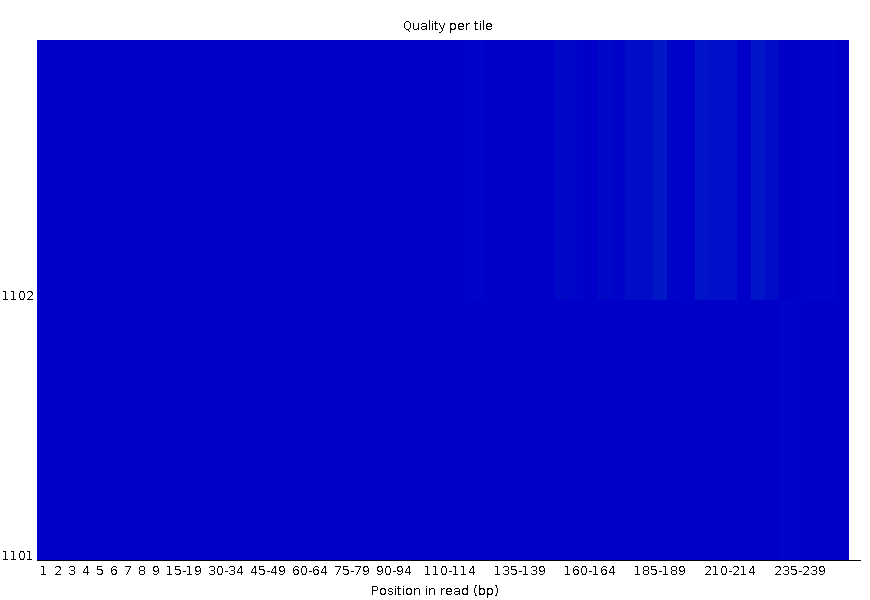 Quality per tile
1102
1101
1 2 3 4 5 6 7 8 9 15-19 30-34 45-49 60-64 75-79 90-94 110-114 135-139 160-164 185-189 210-214 235-239
Position in read (bp)